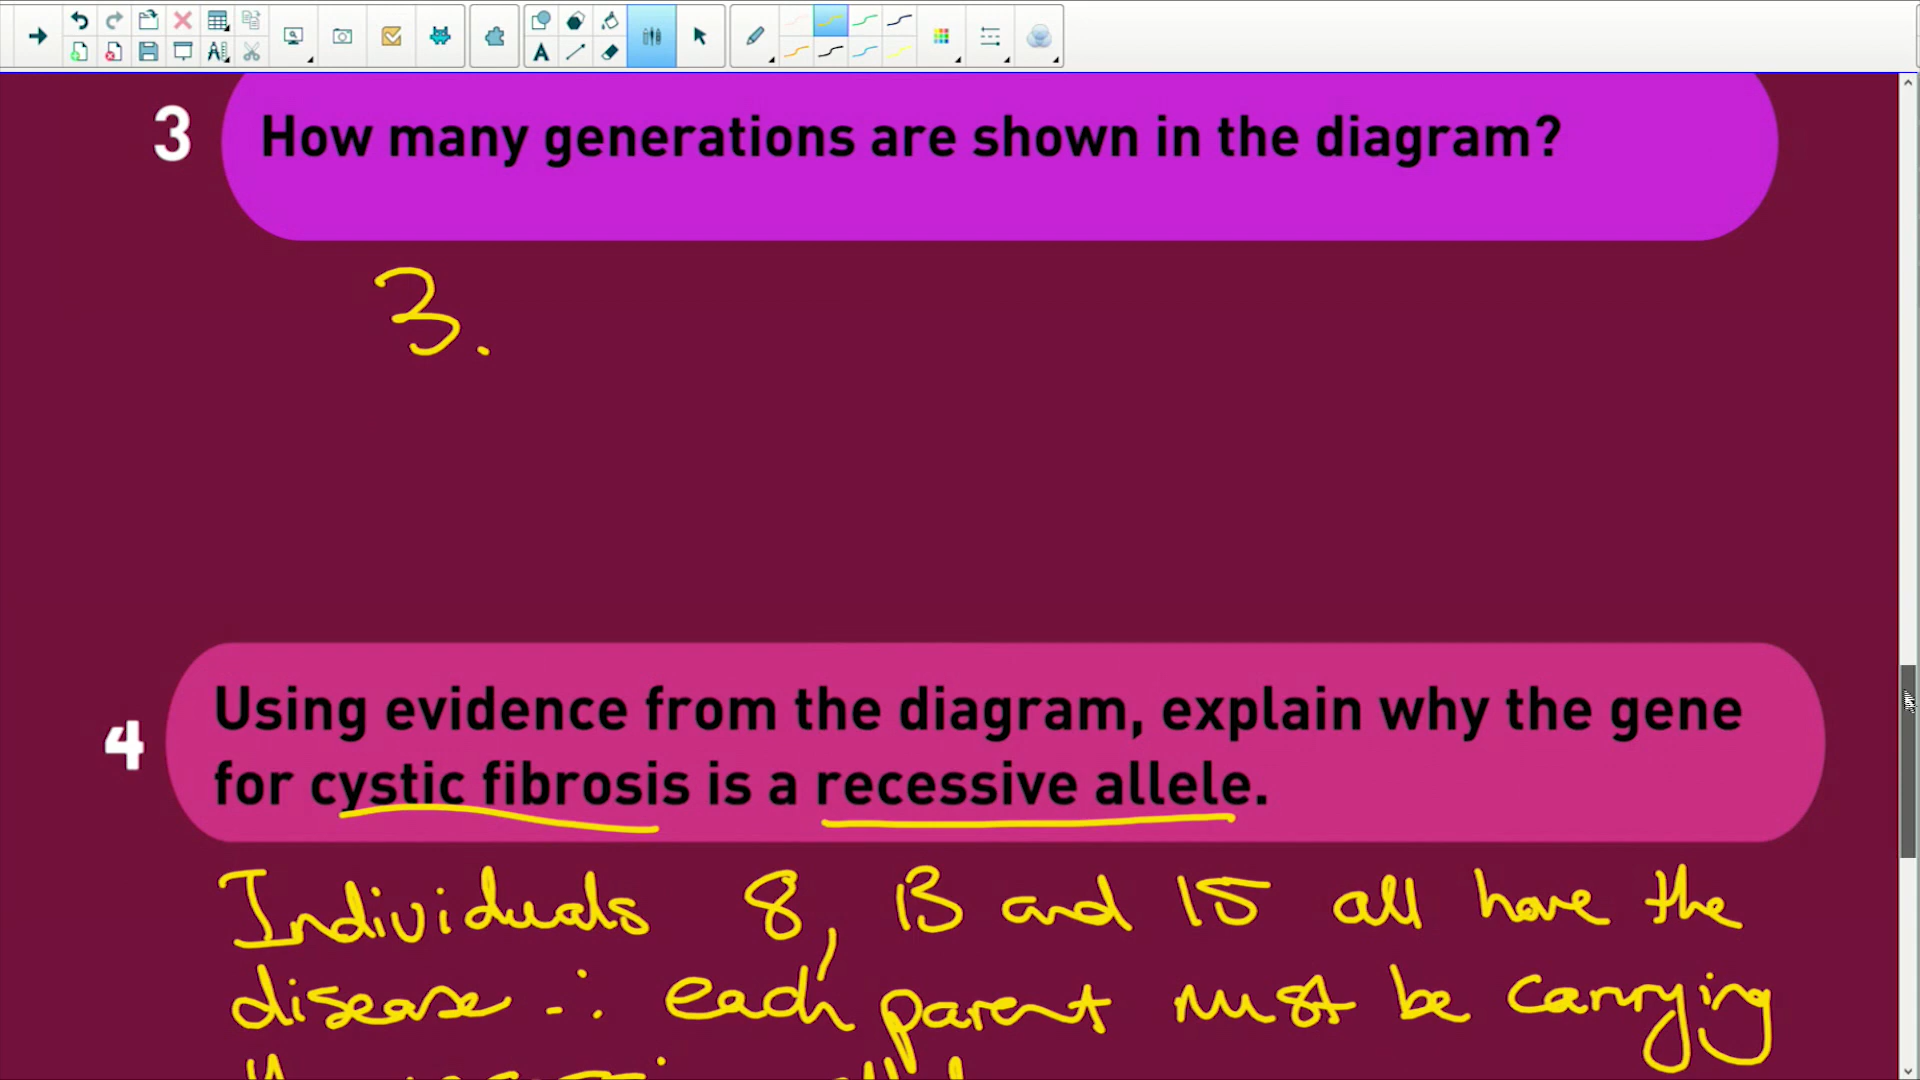 3 How many generations are shown in the diagram?
3.
4 Using evidence from the diagram, explain why the gene
for cystic fibrosis is a recessive allele.
Individuals 8, 13 and 15 all have the
disease ∴ each parent must be carrying